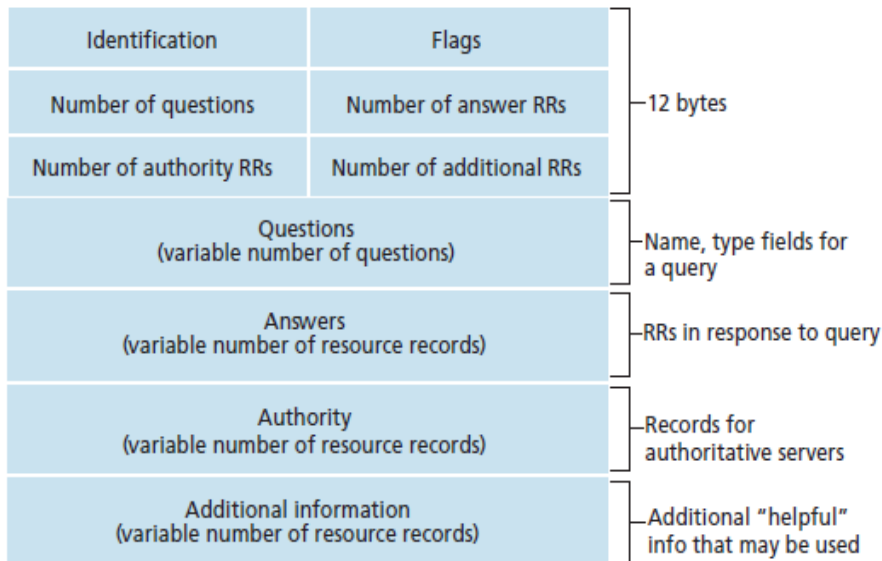 Identification
Flags
12 bytes
Number of questions
Number of answer RRs
Number of authority RRs
Number of additional RRs
Questions
(variable number of questions)
Name, type fields for
a query
Answers
(variable number of resource records)
RRs in response to query
Authority
(variable number of resource records)
Records for
authoritative servers
Additional information
(variable number of resource records)
Additional “helpful”
info that may be used